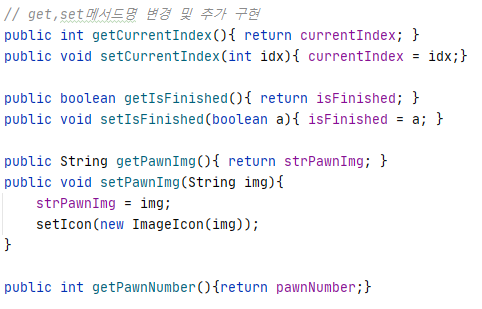 // get,set메서드명 변경 및 추가 구현
public int getCurrentIndex(){ return currentIndex; }
public void setCurrentIndex(int idx){ currentIndex = idx;}
public boolean getIsFinished(){ return isFinished; }
public void setIsFinished(boolean a){ isFinished = a; }
public String getPawnImg(){ return strPawnImg; }
public void setPawnImg(String img){
    strPawnImg = img;
    setIcon(new ImageIcon(img));
}
public int getPawnNumber(){return pawnNumber;}